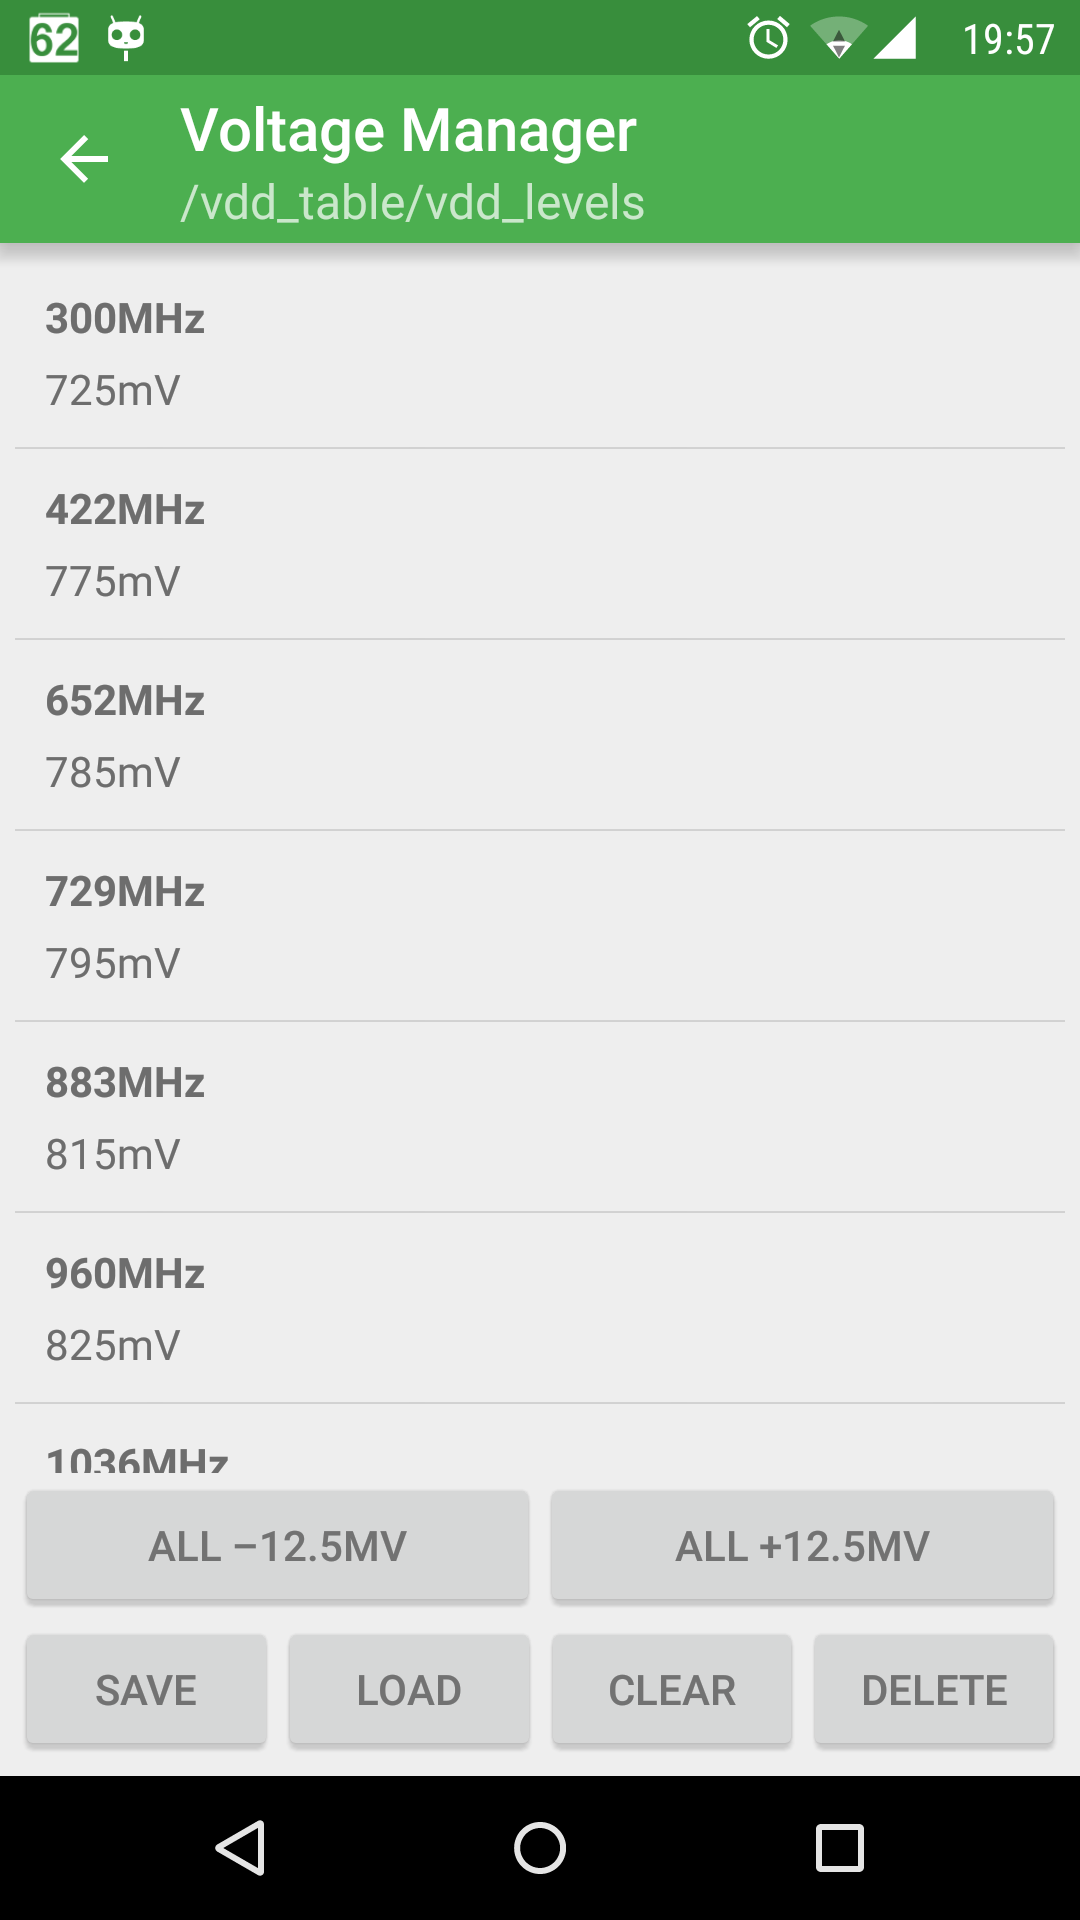 62 19:57
Voltage Manager
/vdd_table/vdd_levels
300MHz
725mV
422MHz
775mV
652MHz
785mV
729MHz
795mV
883MHz
815mV
960MHz
825mV
1036MHz
ALL –12.5MV ALL +12.5MV
SAVE LOAD CLEAR DELETE